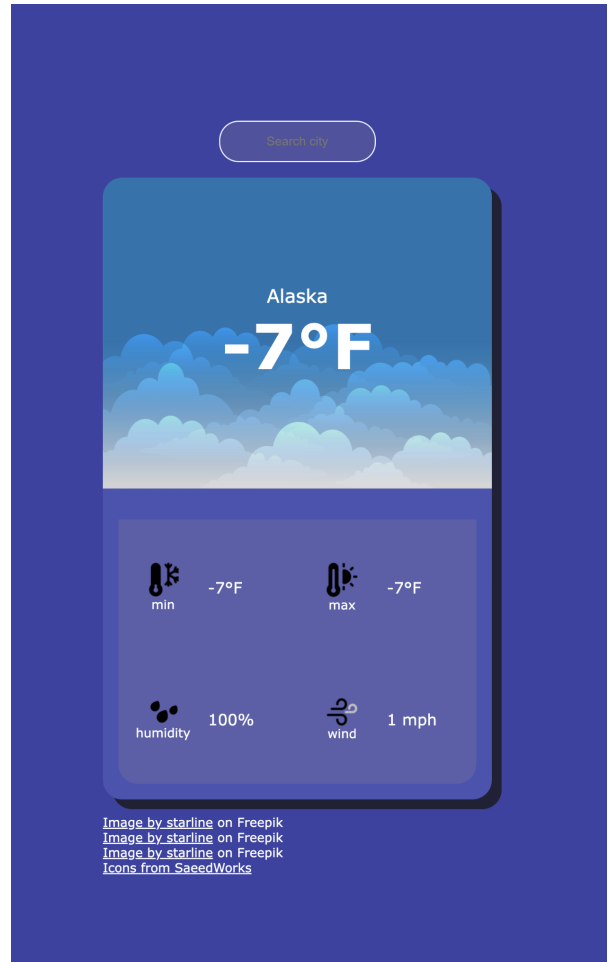 Search city
Alaska
-7°F
-7°F
min
-7°F
max
100%
humidity
1 mph
wind
Image by starline on Freepik
Image by starline on Freepik
Image by starline on Freepik
Icons from SaeedWorks